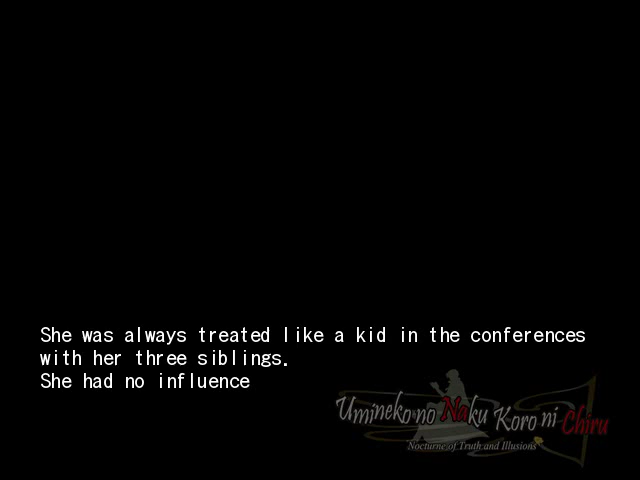 She was always treated like a kid in the conferences
with her three siblings.
She had no influence
Umineko no Naku Koro ni Chiru
Nocturne of Truth and Illusions